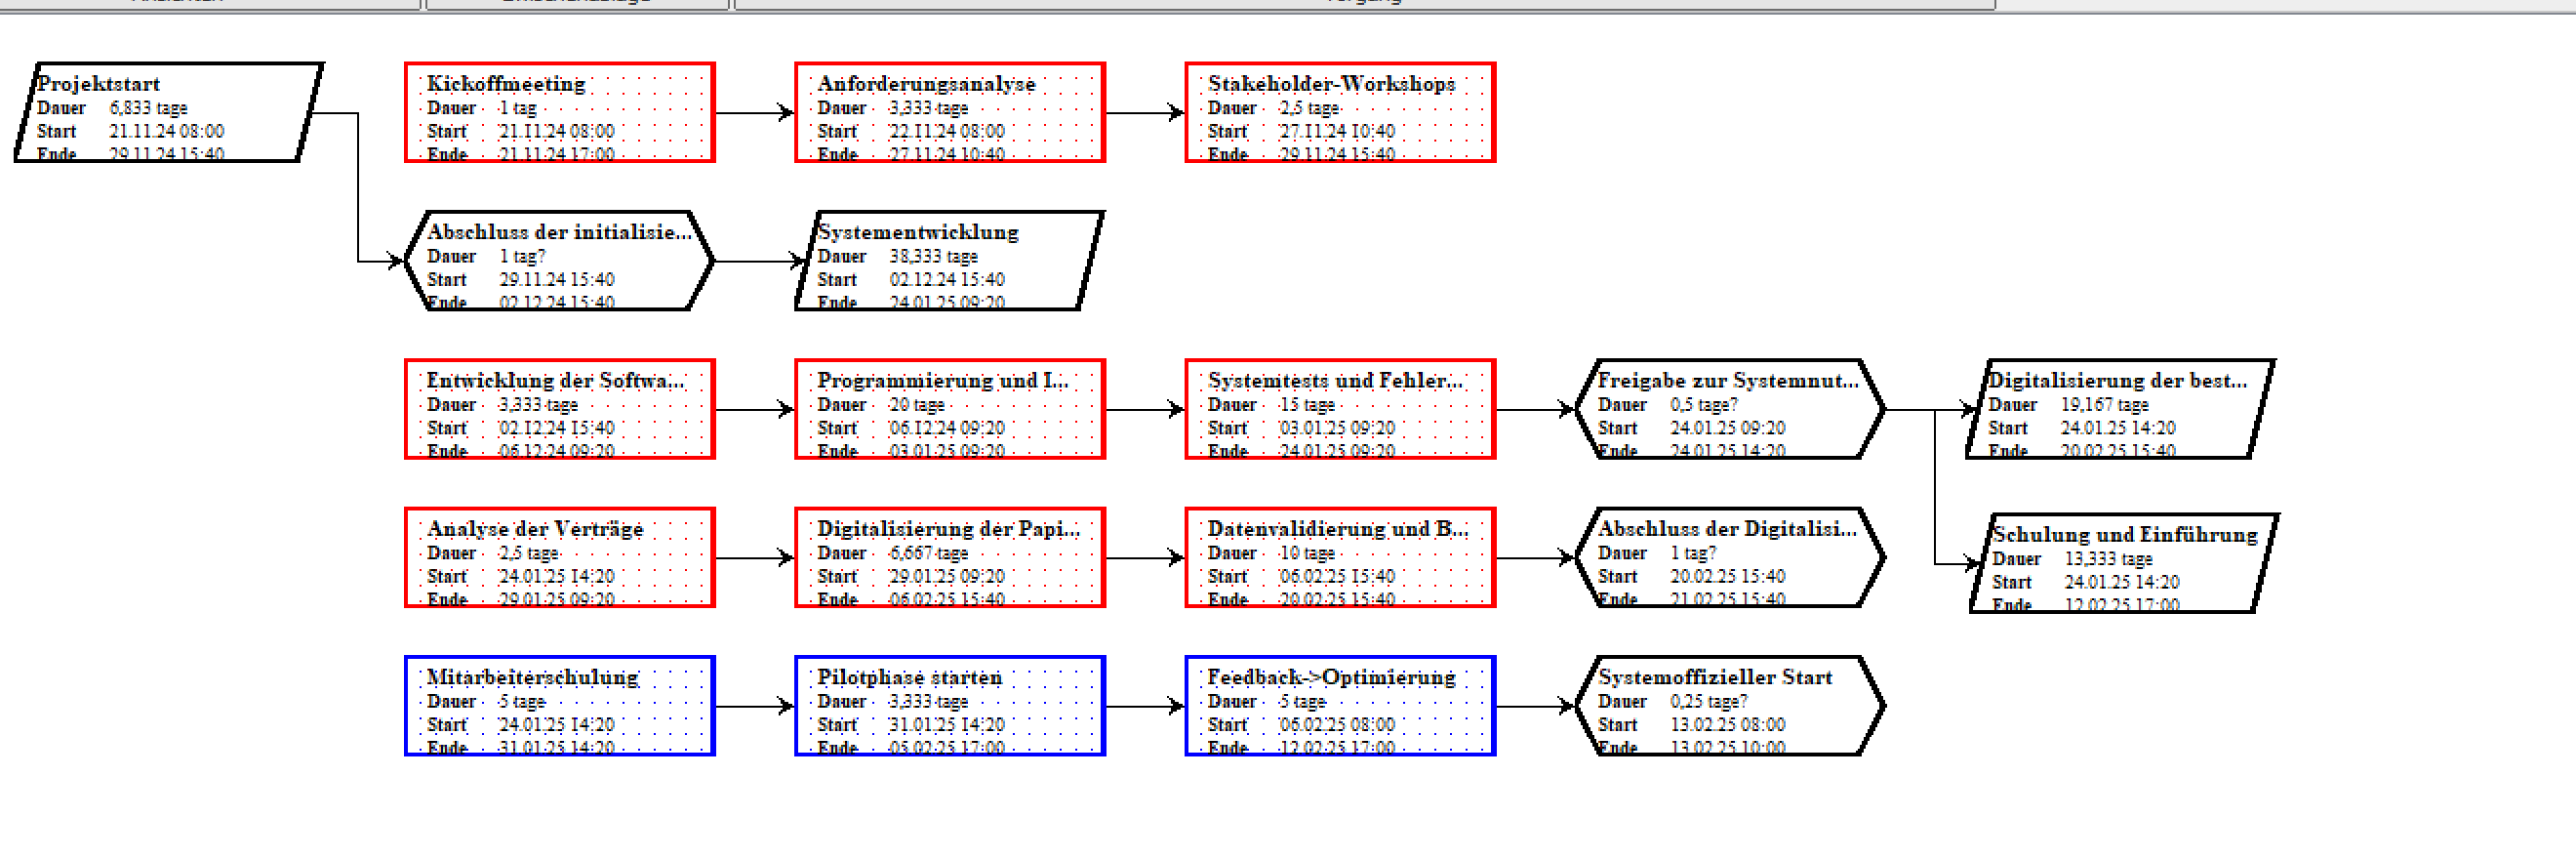 Projektstart
Dauer 6,833 tage
Start 21.11.24 08:00
Ende 29.11.24 15:40
Kickoffmeeting
Dauer 1 tag
Start 21.11.24 08:00
Ende 21.11.24 17:00
Anforderungsanalyse
Dauer 3,333 tage
Start 22.11.24 08:00
Ende 27.11.24 10:40
Stakeholder-Workshops
Dauer 2,5 tage
Start 27.11.24 10:40
Ende 29.11.24 15:40
Abschluss der initialisie...
Dauer 1 tag?
Start 29.11.24 15:40
Ende 02.12.24 15:40
Systementwicklung
Dauer 38,333 tage
Start 02.12.24 15:40
Ende 24.01.25 09:20
Entwicklung der Softwa...
Dauer 3,333 tage
Start 02.12.24 15:40
Ende 06.12.24 09:20
Programmierung und I...
Dauer 20 tage
Start 06.12.24 09:20
Ende 03.01.25 09:20
Systemtests und Fehler...
Dauer 15 tage
Start 03.01.25 09:20
Ende 24.01.25 09:20
Freigabe zur Systemnut...
Dauer 0,5 tage?
Start 24.01.25 09:20
Ende 24.01.25 14:20
Digitalisierung der best...
Dauer 19,167 tage
Start 24.01.25 14:20
Ende 20.02.25 15:40
Analyse der Verträge
Dauer 2,5 tage
Start 24.01.25 14:20
Ende 29.01.25 09:20
Digitalisierung der Papi...
Dauer 6,667 tage
Start 29.01.25 09:20
Ende 06.02.25 15:40
Datenvalidierung und B...
Dauer 10 tage
Start 06.02.25 15:40
Ende 20.02.25 15:40
Abschluss der Digitalisi...
Dauer 1 tag?
Start 20.02.25 15:40
Ende 21.02.25 15:40
Schulung und Einführung
Dauer 13,333 tage
Start 24.01.25 14:20
Ende 12.02.25 17:00
Mitarbeiterschulung
Dauer 5 tage
Start 24.01.25 14:20
Ende 31.01.25 14:20
Pilotphase starten
Dauer 3,333 tage
Start 31.01.25 14:20
Ende 05.02.25 17:00
Feedback->Optimierung
Dauer 5 tage
Start 06.02.25 08:00
Ende 12.02.25 17:00
Systemoffizieller Start
Dauer 0,25 tage?
Start 13.02.25 08:00
Ende 13.02.25 10:00